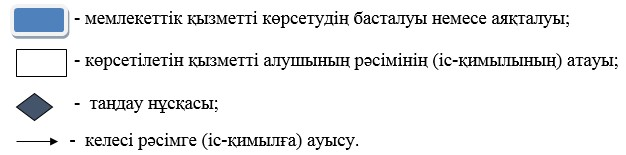 - мемлекеттік қызметті көрсетудің басталуы немесе аяқталуы;
- көрсетілетін қызметті алушының рәсімінің (іс-қимылының) атауы;
- таңдау нұсқасы;
- келесі рәсімге (іс-қимылға) ауысу.